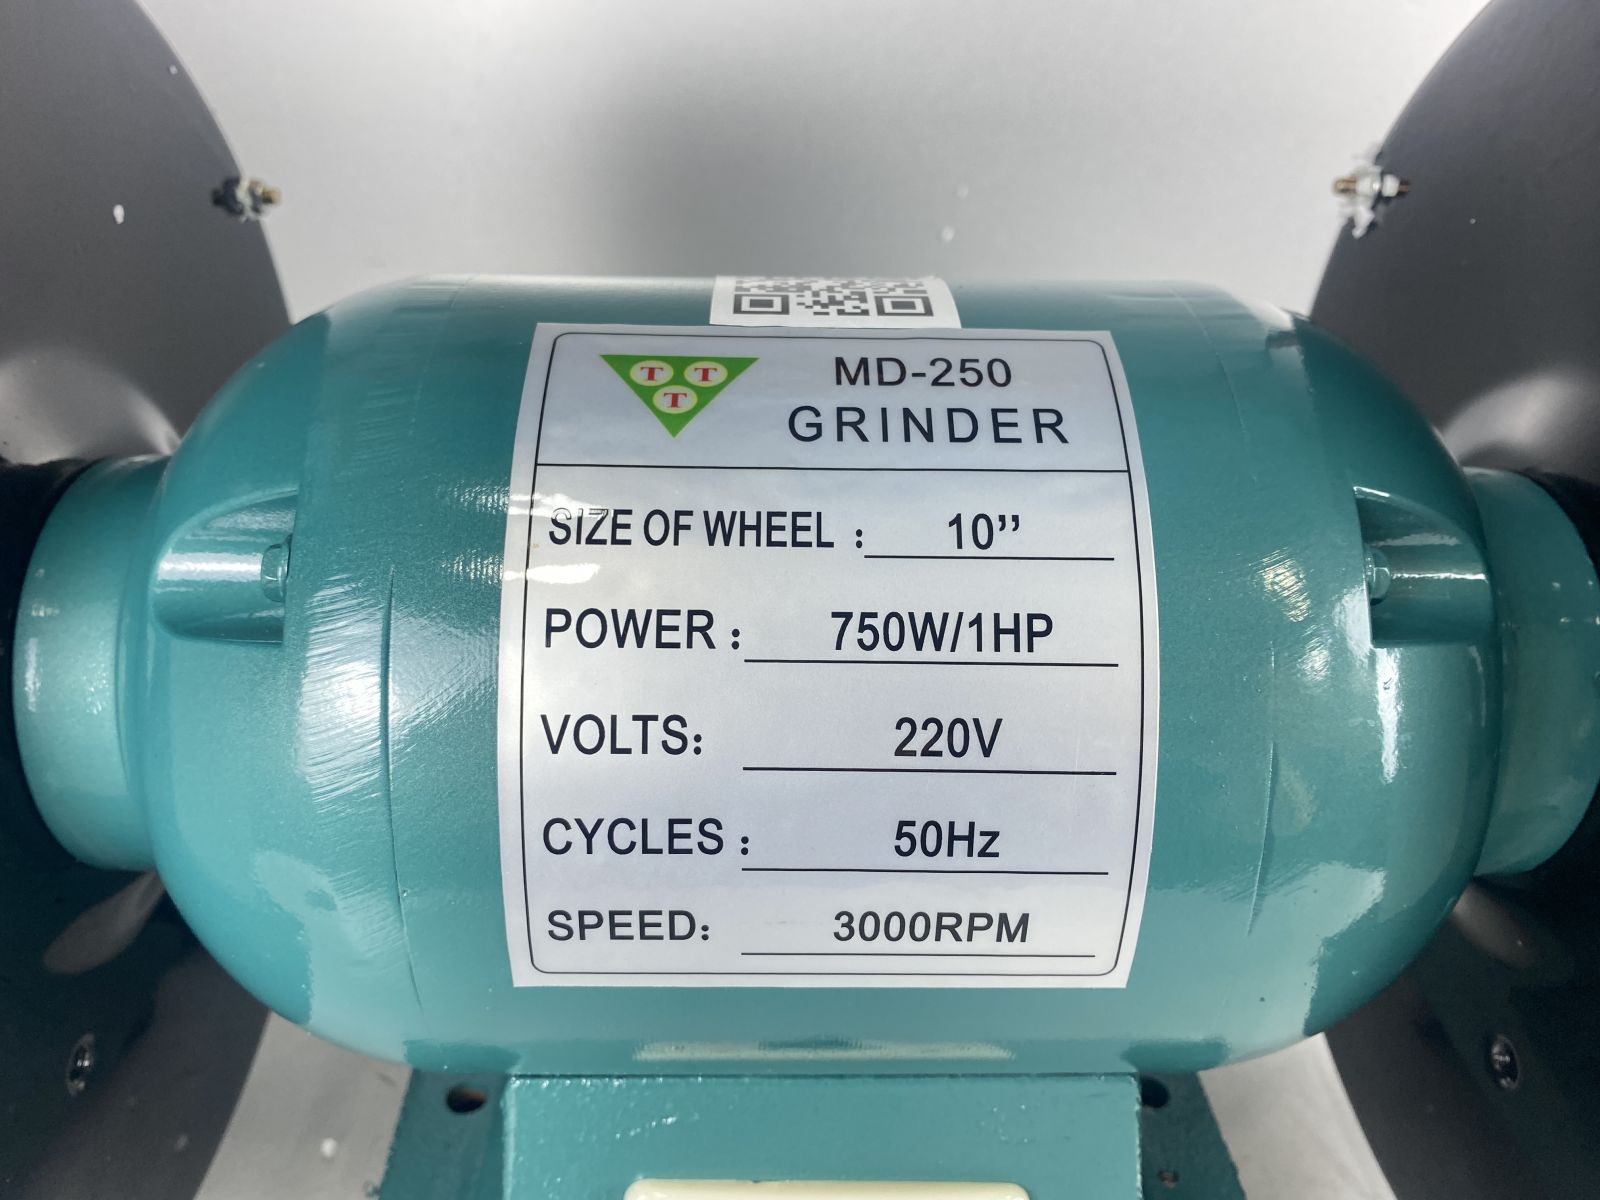 T T
T
MD-250
GRINDER
SIZE OF WHEEL : 10’’
POWER : 750W/1HP
VOLTS: 220V
CYCLES : 50Hz
SPEED: 3000RPM